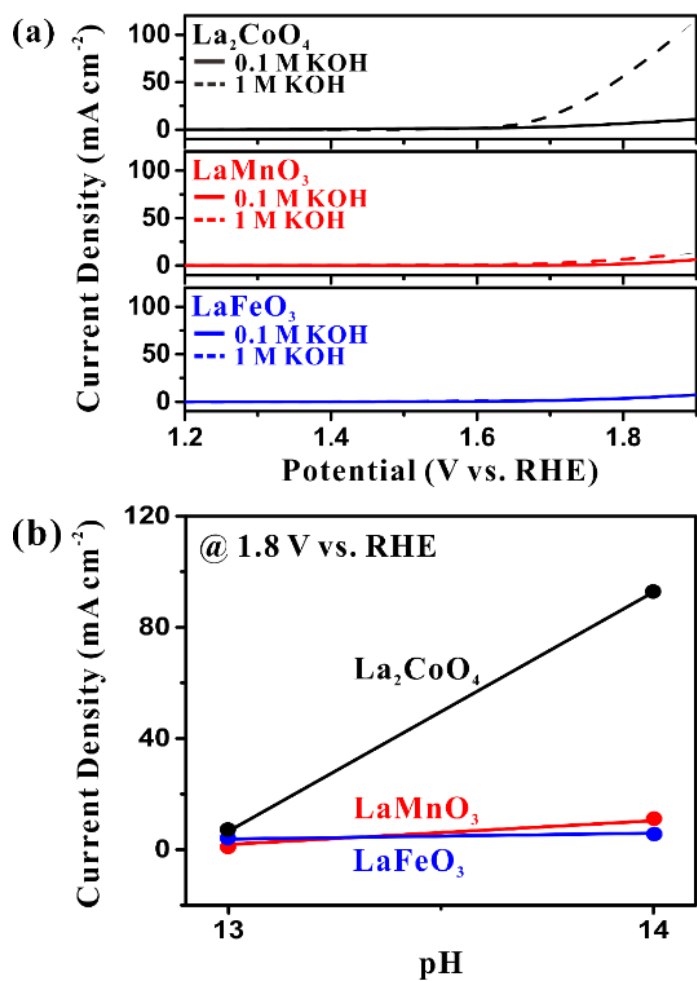 (a)
Current Density (mA cm⁻²)
100
50
0
La₂CoO₄
0.1 M KOH
1 M KOH
100
50
0
LaMnO₃
0.1 M KOH
1 M KOH
100
50
0
LaFeO₃
0.1 M KOH
1 M KOH
1.2 1.4 1.6 1.8
Potential (V vs. RHE)
(b)
Current Density (mA cm⁻²)
120
80
40
0
@ 1.8 V vs. RHE
La₂CoO₄
LaMnO₃
LaFeO₃
13 14
pH